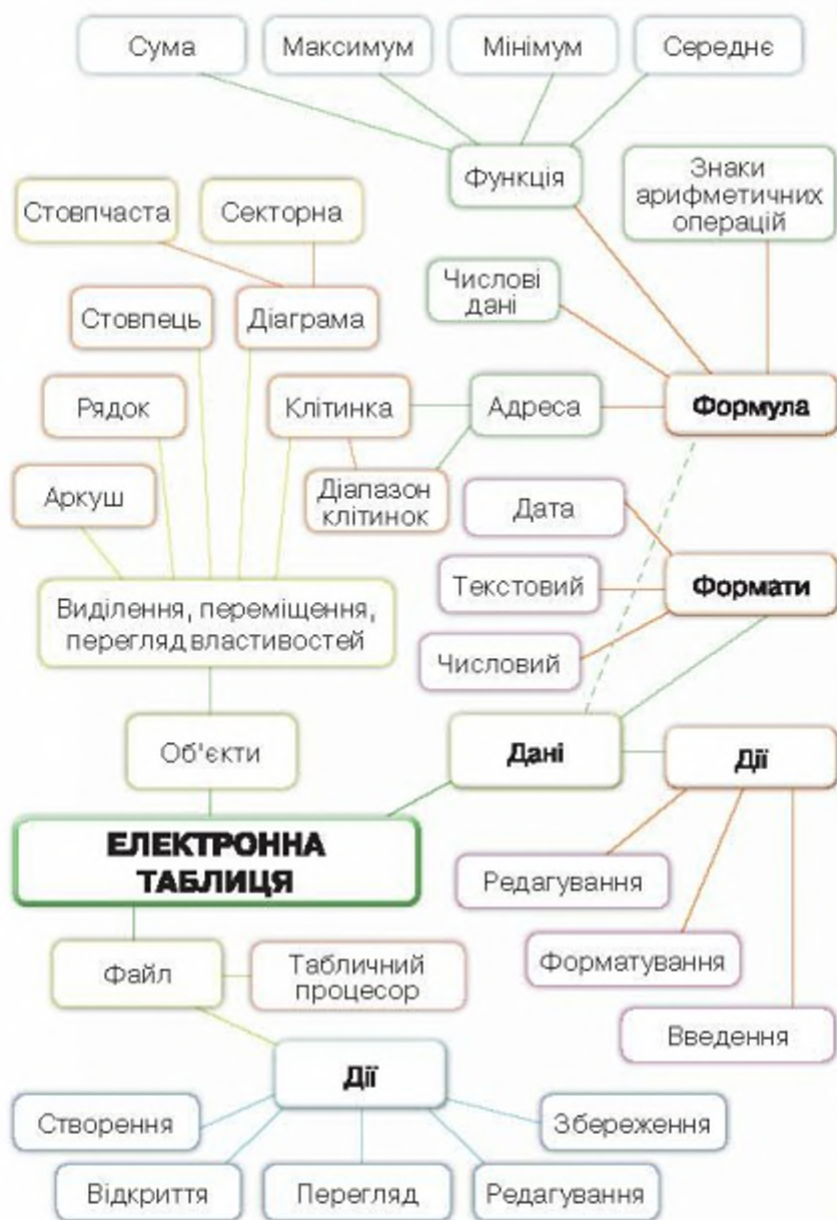 Сума
Максимум
Мінімум
Середнє
Функція
Знаки
арифметичних
операцій
Стовпчаста
Секторна
Числові
дані
Стовпець
Діаграма
Рядок
Клітинка
Адреса
Формула
Аркуш
Діапазон
клітинок
Дата
Текстовий
Формати
Виділення, переміщення,
перегляд властивостей
Числовий
Об'єкти
Дані
Дії
ЕЛЕКТРОННА
ТАБЛИЦЯ
Редагування
Файл
Табличний
процесор
Форматування
Введення
Дії
Створення
Збереження
Відкриття
Перегляд
Редагування